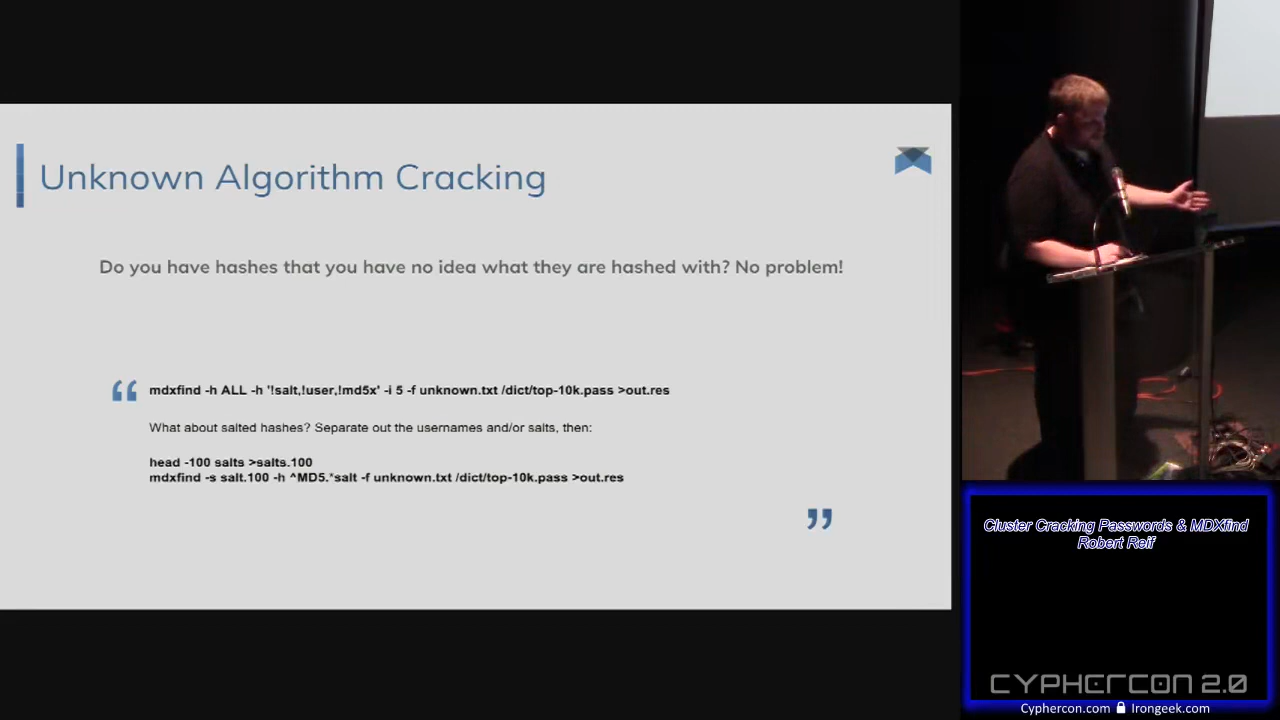 Unknown Algorithm Cracking
Do you have hashes that you have no idea what they are hashed with? No problem!
“
mdxfind -h ALL -h '!salt,!user,!md5x' -i 5 -f unknown.txt /dict/top-10k.pass >out.res
What about salted hashes? Separate out the usernames and/or salts, then:
head -100 salts >salts.100
mdxfind -s salt.100 -h ^MD5.*salt -f unknown.txt /dict/top-10k.pass >out.res
”
Cluster Cracking Passwords & MDXfind
Robert Reif
CYPHERCON 2.0
Cyphercon.com Irongeek.com